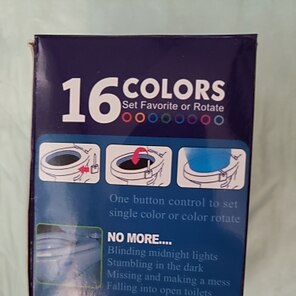 16 COLORS
Set Favorite or Rotate
One button control to set
single color or color rotate
NO MORE....
Blinding midnight lights
Stumbling in the dark
Missing and making a mess
Falling into open toilets